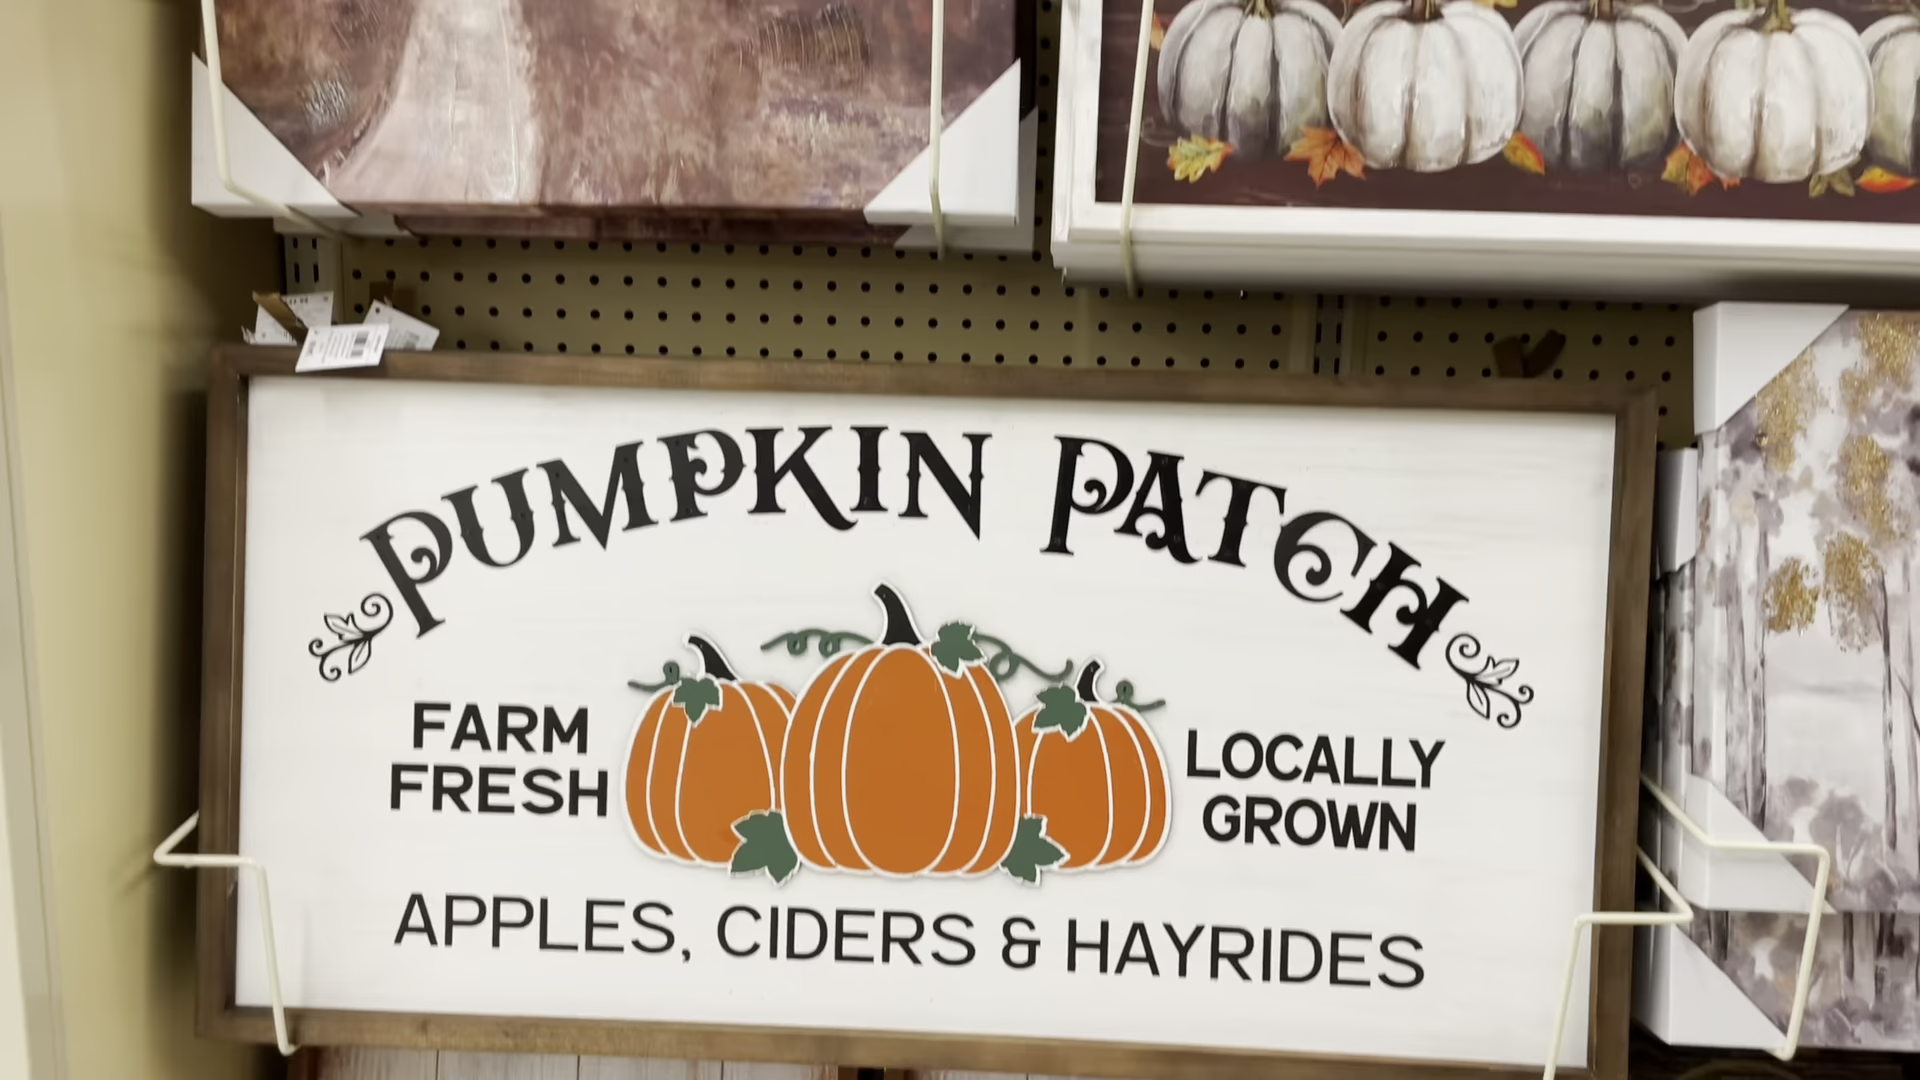 PUMPKIN PATCH
FARM
FRESH
LOCALLY
GROWN
APPLES, CIDERS & HAYRIDES